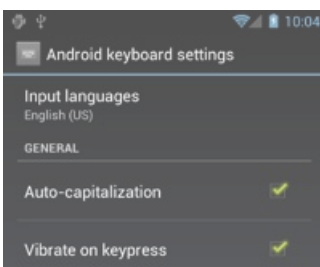 10:04
Android keyboard settings
Input languages
English (US)
GENERAL
Auto-capitalization
Vibrate on keypress